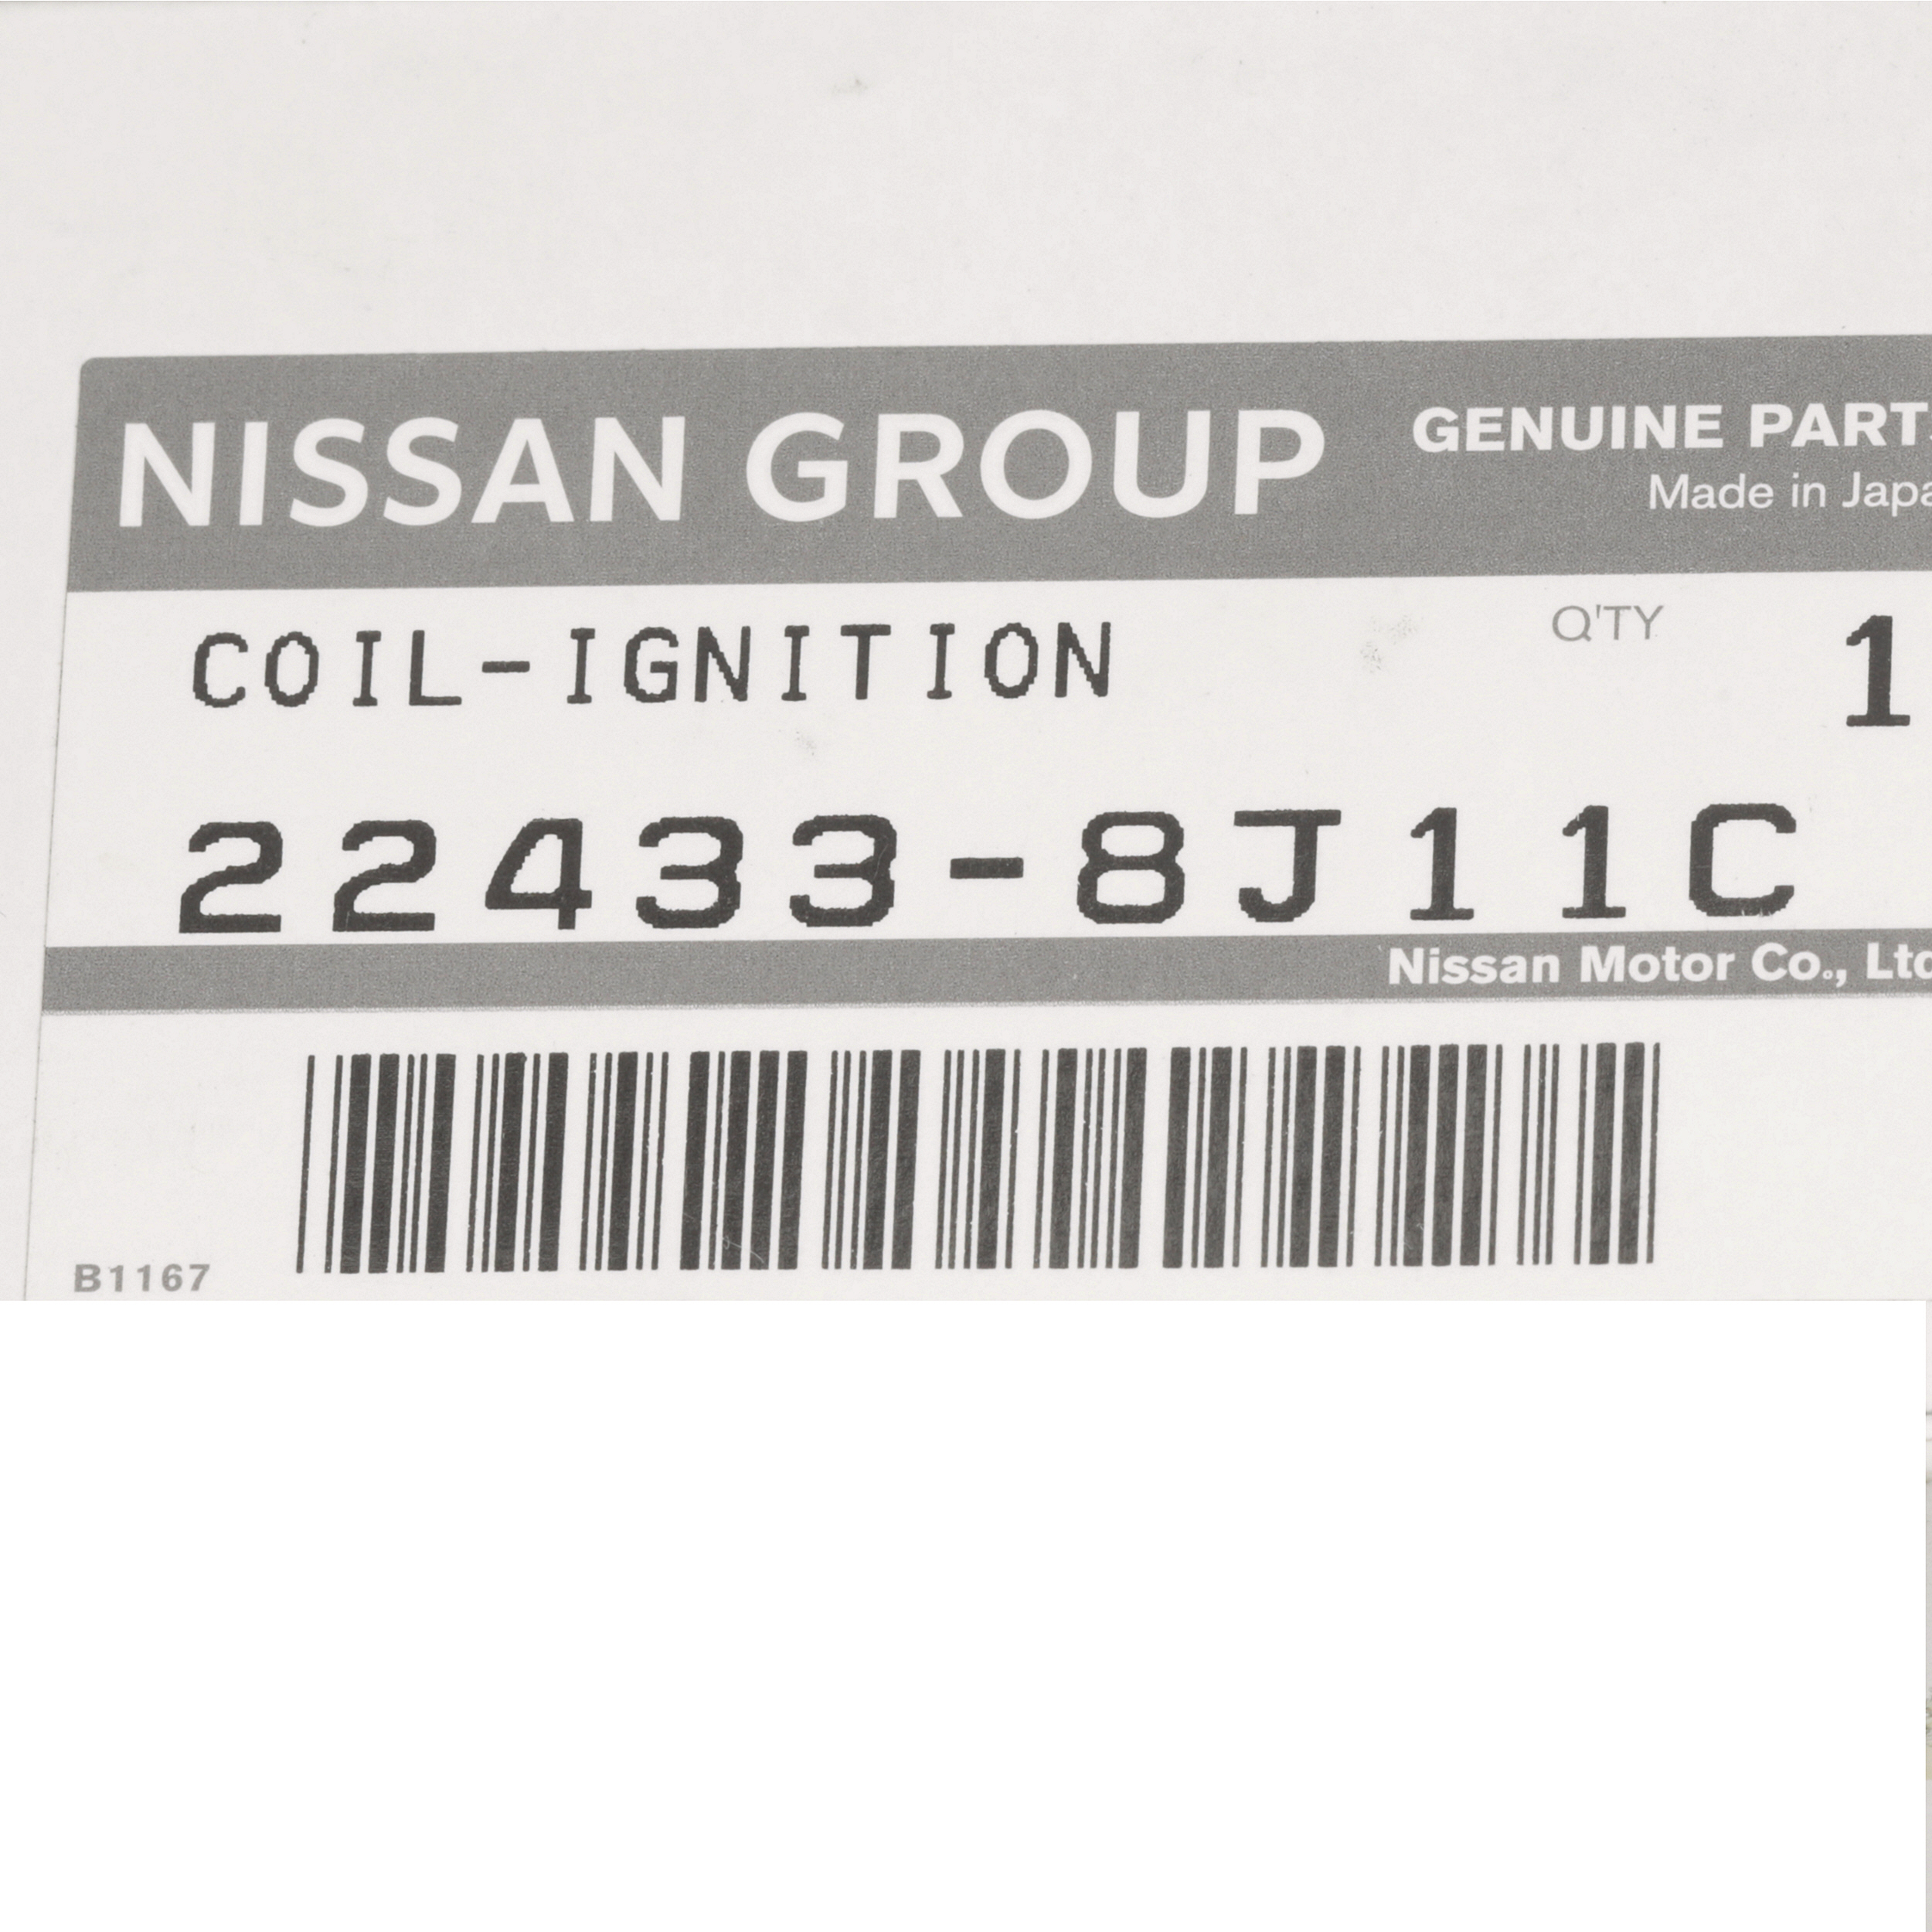 NISSAN GROUP
GENUINE PART
Made in Japa
COIL-IGNITION
Q'TY 1
22433-8J11C
Nissan Motor Co., Ltd
B1167